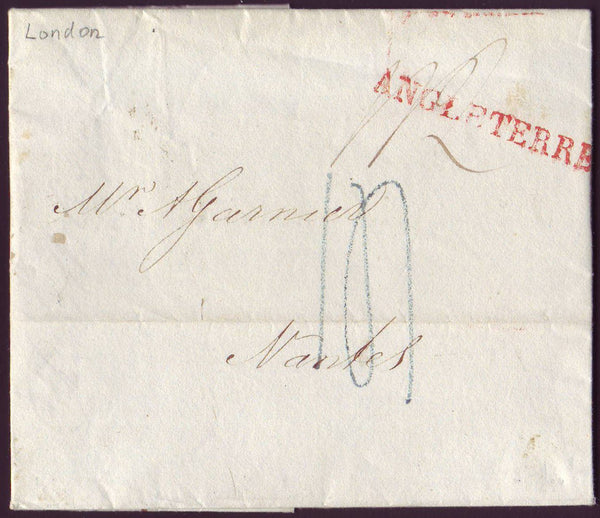 London
ANGLETERRE
Mr. A Garnier
Nantes